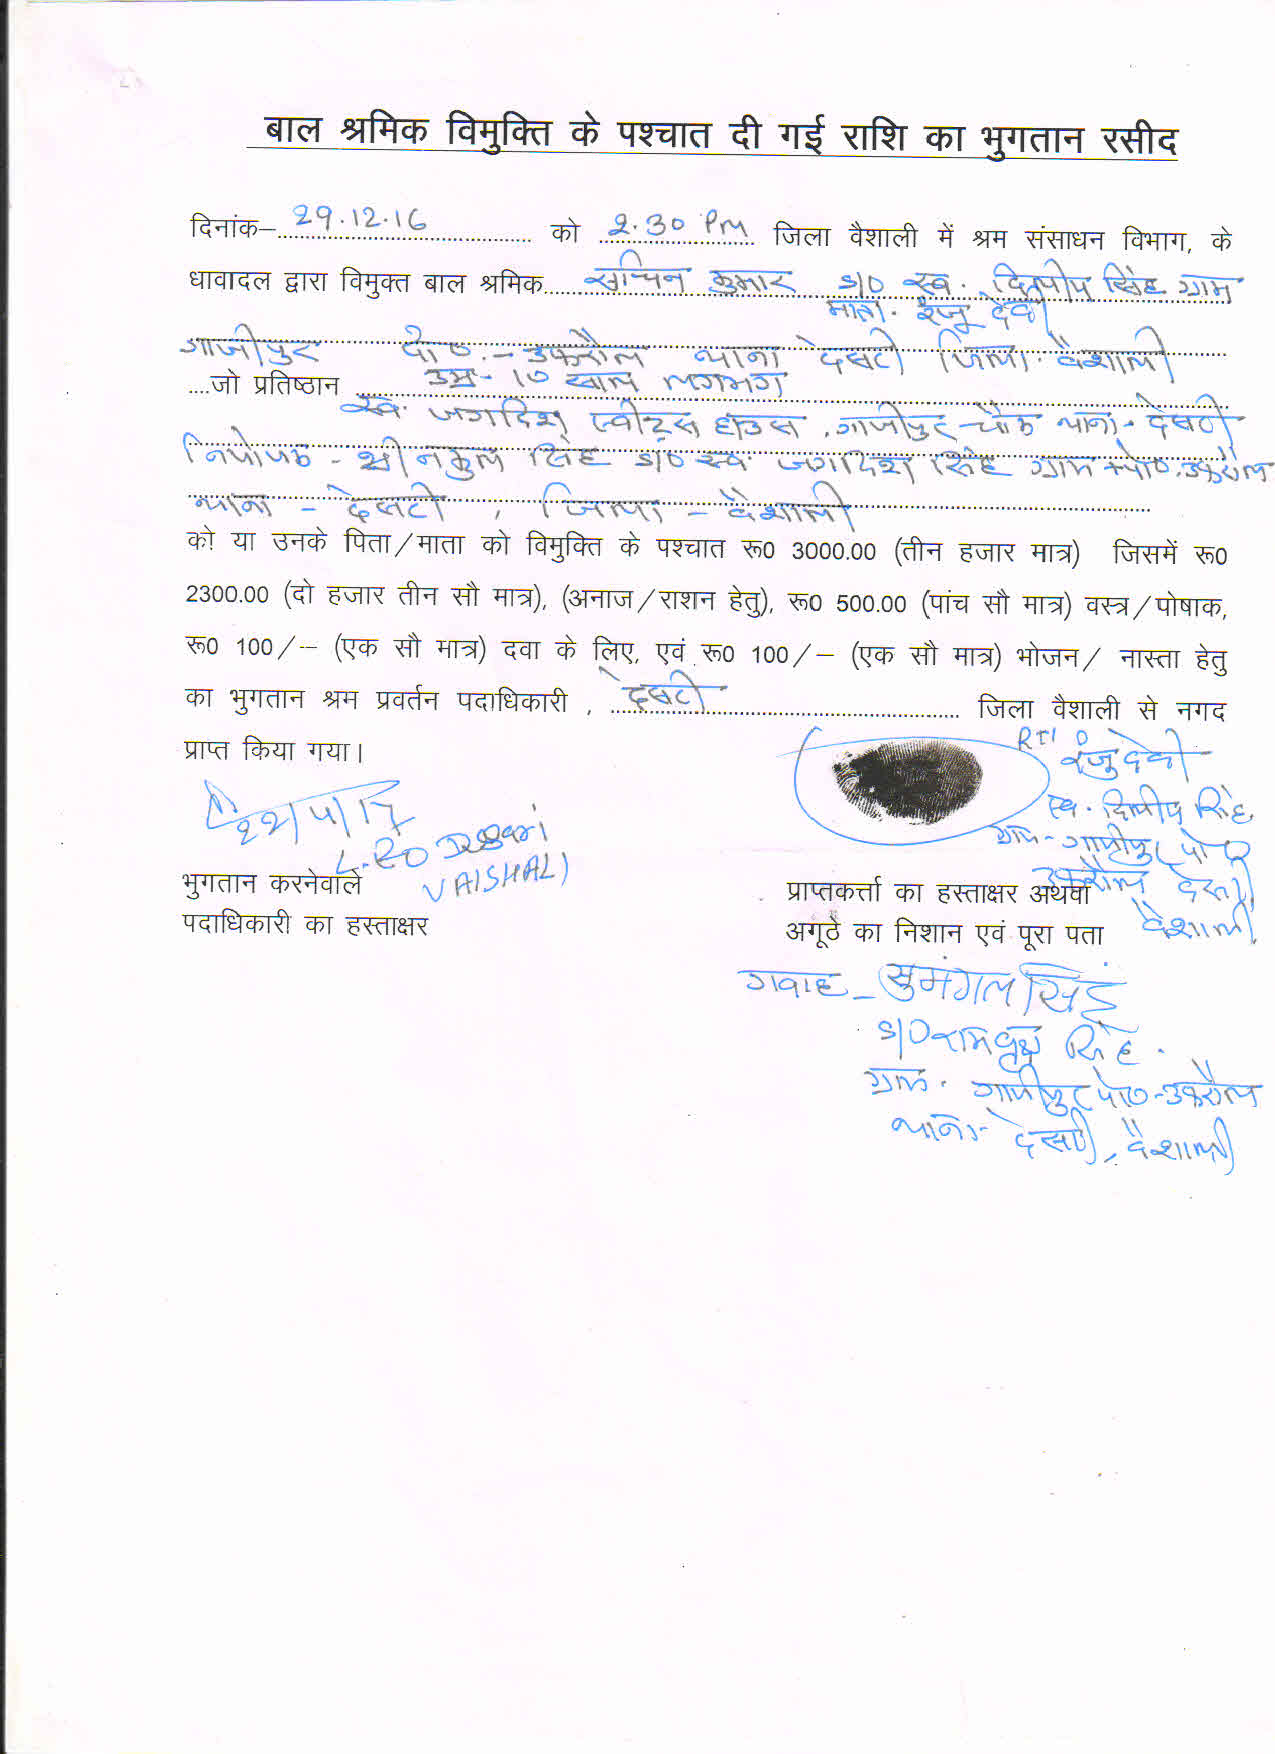 बाल श्रमिक विमुक्ति के पश्चात दी गई राशि का भुगतान रसीद
दिनांक– 29.12.16 को 2.30 Pm जिला वैशाली में श्रम संसाधन विभाग, के
धावादल द्वारा विमुक्त बाल श्रमिक सचिन कुमार S/O स्व. दिलीप सिंह ग्राम
माता. रंजू देवी
गाजीपुर पो०.- उफरौल थाना देसरी जिला. वैशाली
....जो प्रतिष्ठान उम्र - 10 साल लगभग
स्व. जगदिश स्वीट्स हाउस, गाजीपुर-चौक थाना - देसरी
नियोजक - श्री नकुल सिंह S/O स्व. जगदिश सिंह ग्राम + पो०. उफरौल
थाना - देसरी, जिला - वैशाली
को या उनके पिता/माता को विमुक्ति के पश्चात रू0 3000.00 (तीन हजार मात्र) जिसमें रू0
2300.00 (दो हजार तीन सौ मात्र), (अनाज/राशन हेतु), रू0 500.00 (पांच सौ मात्र) वस्त्र/पोषाक,
रू0 100/– (एक सौ मात्र) दवा के लिए, एवं रू0 100/– (एक सौ मात्र) भोजन/ नास्ता हेतु
का भुगतान श्रम प्रवर्तन पदाधिकारी , देसरी जिला वैशाली से नगद
प्राप्त किया गया।
RTI रंजु देवी
स्व. दिलीप सिंह
ग्राम- गाजीपुर पो०
उफरौल देसरी
वैशाली
22/4/17
L.E.O Desari
VAISHALI
भुगतान करनेवाले
पदाधिकारी का हस्ताक्षर
प्राप्तकर्त्ता का हस्ताक्षर अथवा
अगूठे का निशान एवं पूरा पता
गवाह - सुमंगल सिंह
S/O रामवृक्ष सिंह.
ग्राम. गाजीपुर पो०-उफरौल
थाना- देसरी, वैशाली